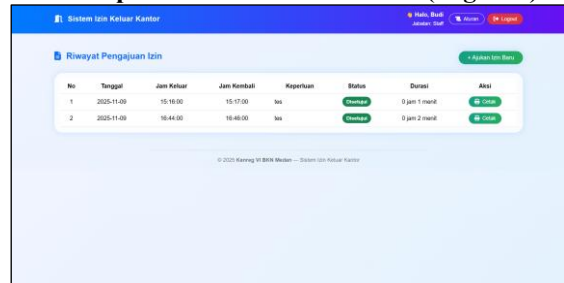 Sistem Izin Keluar Kantor
Halo, Budi
Jabatan: Staff
Aturan
Logout
Riwayat Pengajuan Izin
+ Ajukan Izin Baru
No Tanggal Jam Keluar Jam Kembali Keperluan Status Durasi Aksi
1 2025-11-09 15:16:00 15:17:00 tes Disetujui 0 jam 1 menit Cetak
2 2025-11-09 16:44:00 16:46:00 tes Disetujui 0 jam 2 menit Cetak
© 2025 Kanreg VI BKN Medan — Sistem Izin Keluar Kantor